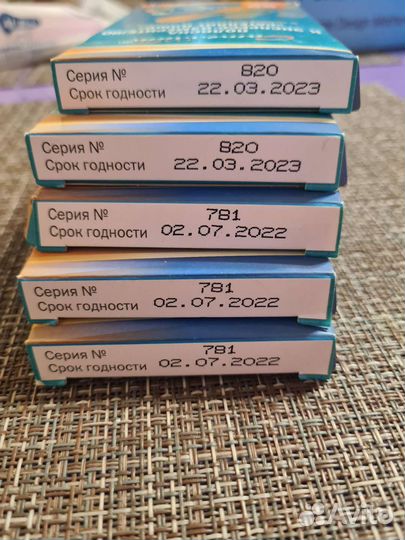 Серия № 820
Срок годности 22.03.2023
Серия № 820
Срок годности 22.03.2023
Серия № 781
Срок годности 02.07.2022
Серия № 781
Срок годности 02.07.2022
Серия № 781
Срок годности 02.07.2022
Avito